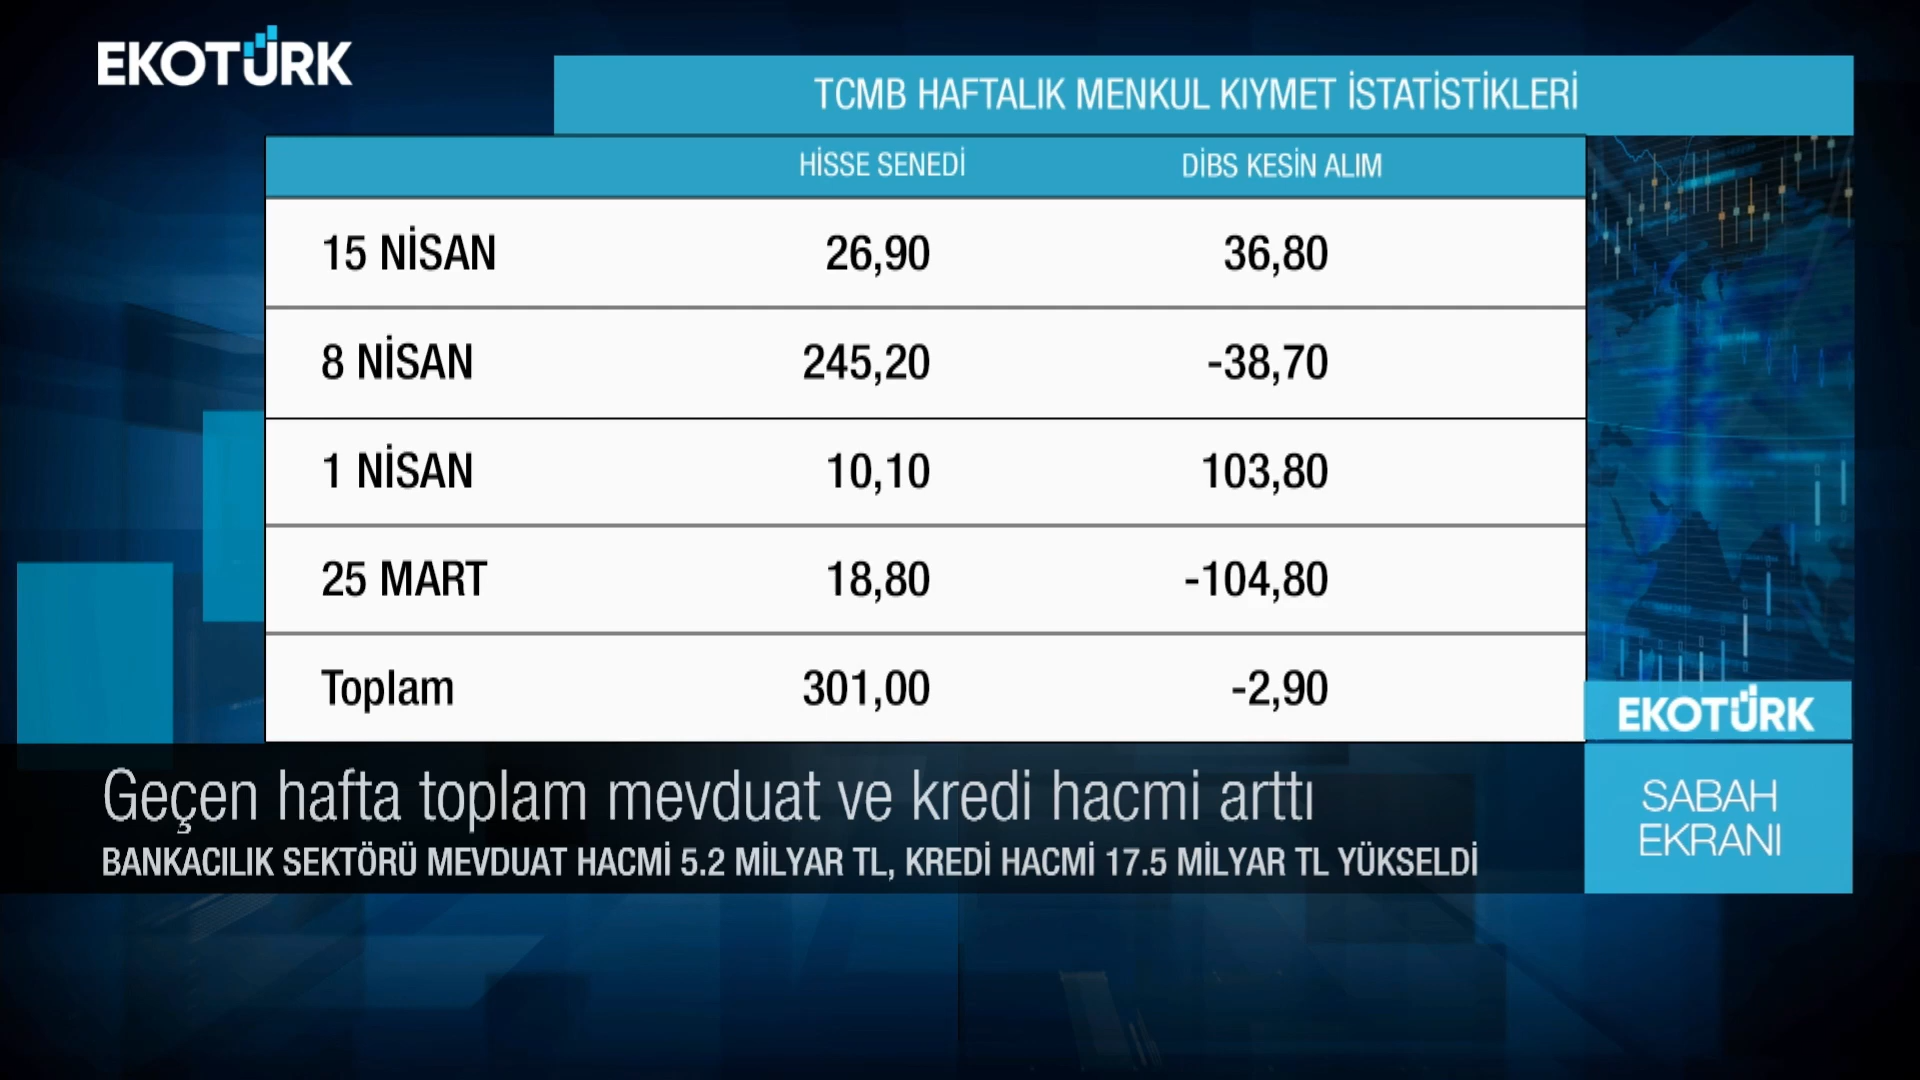 EKOTÜRK
TCMB HAFTALIK MENKUL KIYMET İSTATİSTİKLERİ
HİSSE SENEDİ DİBS KESİN ALIM
15 NİSAN 26,90 36,80
8 NİSAN 245,20 -38,70
1 NİSAN 10,10 103,80
25 MART 18,80 -104,80
Toplam 301,00 -2,90
EKOTÜRK
Geçen hafta toplam mevduat ve kredi hacmi arttı
BANKACILIK SEKTÖRÜ MEVDUAT HACMİ 5.2 MİLYAR TL, KREDİ HACMİ 17.5 MİLYAR TL YÜKSELDİ
SABAH
EKRANI